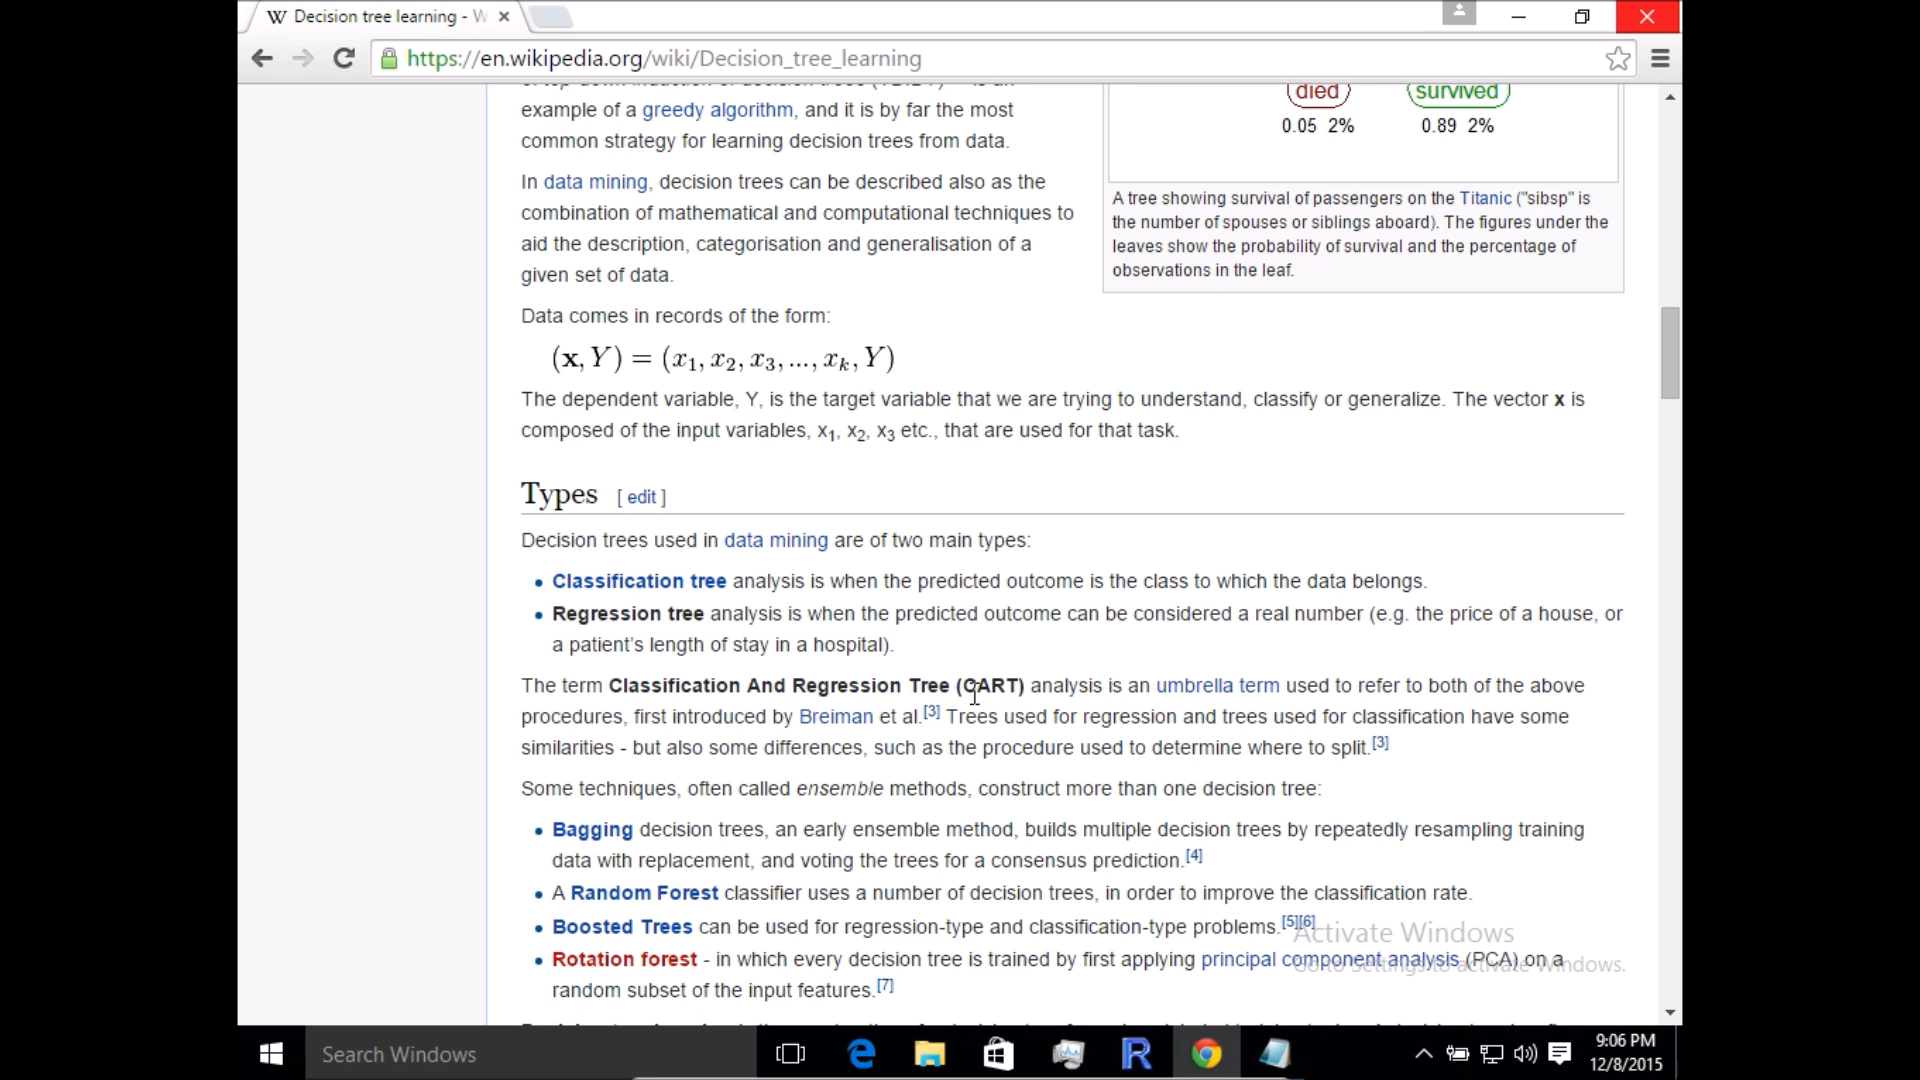 W Decision tree learning - W
https://en.wikipedia.org/wiki/Decision_tree_learning
example of a greedy algorithm, and it is by far the most
common strategy for learning decision trees from data.
In data mining, decision trees can be described also as the
combination of mathematical and computational techniques to
aid the description, categorisation and generalisation of a
given set of data.
died survived
0.05 2% 0.89 2%
A tree showing survival of passengers on the Titanic ("sibsp" is
the number of spouses or siblings aboard). The figures under the
leaves show the probability of survival and the percentage of
observations in the leaf.
Data comes in records of the form:
(x, Y) = (x₁, x₂, x₃, ..., xₖ, Y)
The dependent variable, Y, is the target variable that we are trying to understand, classify or generalize. The vector x is
composed of the input variables, x₁, x₂, x₃ etc., that are used for that task.
Types [ edit ]
Decision trees used in data mining are of two main types:
• Classification tree analysis is when the predicted outcome is the class to which the data belongs.
• Regression tree analysis is when the predicted outcome can be considered a real number (e.g. the price of a house, or
a patient's length of stay in a hospital).
The term Classification And Regression Tree (CART) analysis is an umbrella term used to refer to both of the above
procedures, first introduced by Breiman et al.[3] Trees used for regression and trees used for classification have some
similarities - but also some differences, such as the procedure used to determine where to split.[3]
Some techniques, often called ensemble methods, construct more than one decision tree:
• Bagging decision trees, an early ensemble method, builds multiple decision trees by repeatedly resampling training
data with replacement, and voting the trees for a consensus prediction.[4]
• A Random Forest classifier uses a number of decision trees, in order to improve the classification rate.
• Boosted Trees can be used for regression-type and classification-type problems.[5][6]
• Rotation forest - in which every decision tree is trained by first applying principal component analysis (PCA) on a
random subset of the input features.[7]
Activate Windows
Go to Settings to activate Windows.
Search Windows
9:06 PM
12/8/2015